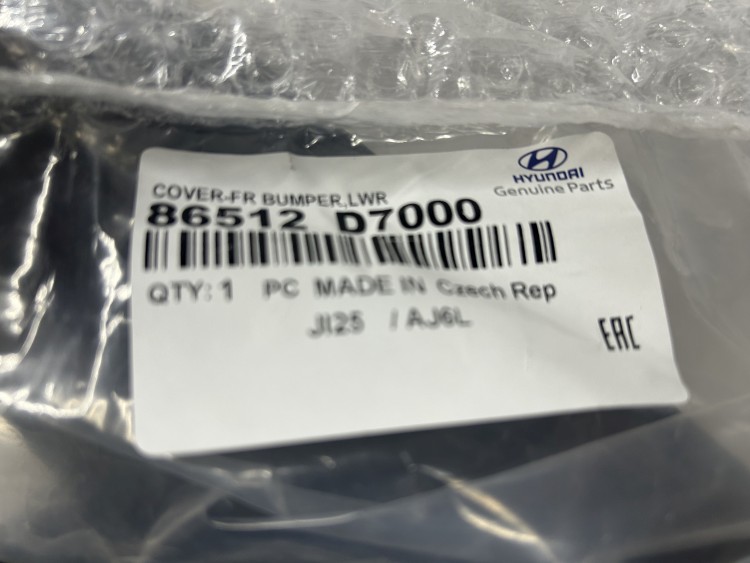 HYUNDAI
Genuine Parts
COVER-FR BUMPER,LWR
86512 D7000
QTY: 1 PC MADE IN Czech Rep
JI25 / AJ6L
EAC